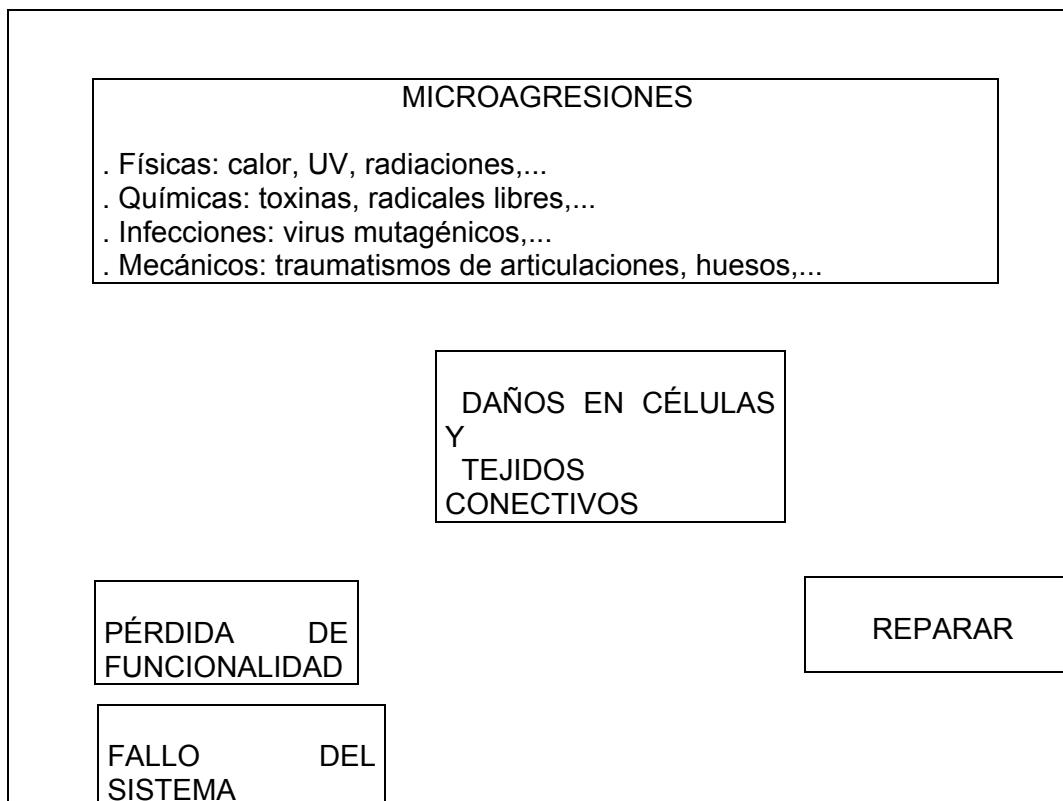 MICROAGRESIONES
. Físicas: calor, UV, radiaciones,...
. Químicas: toxinas, radicales libres,...
. Infecciones: virus mutagénicos,...
. Mecánicos: traumatismos de articulaciones, huesos,...
DAÑOS EN CÉLULAS
Y
TEJIDOS
CONECTIVOS
PÉRDIDA DE
FUNCIONALIDAD
REPARAR
FALLO DEL
SISTEMA